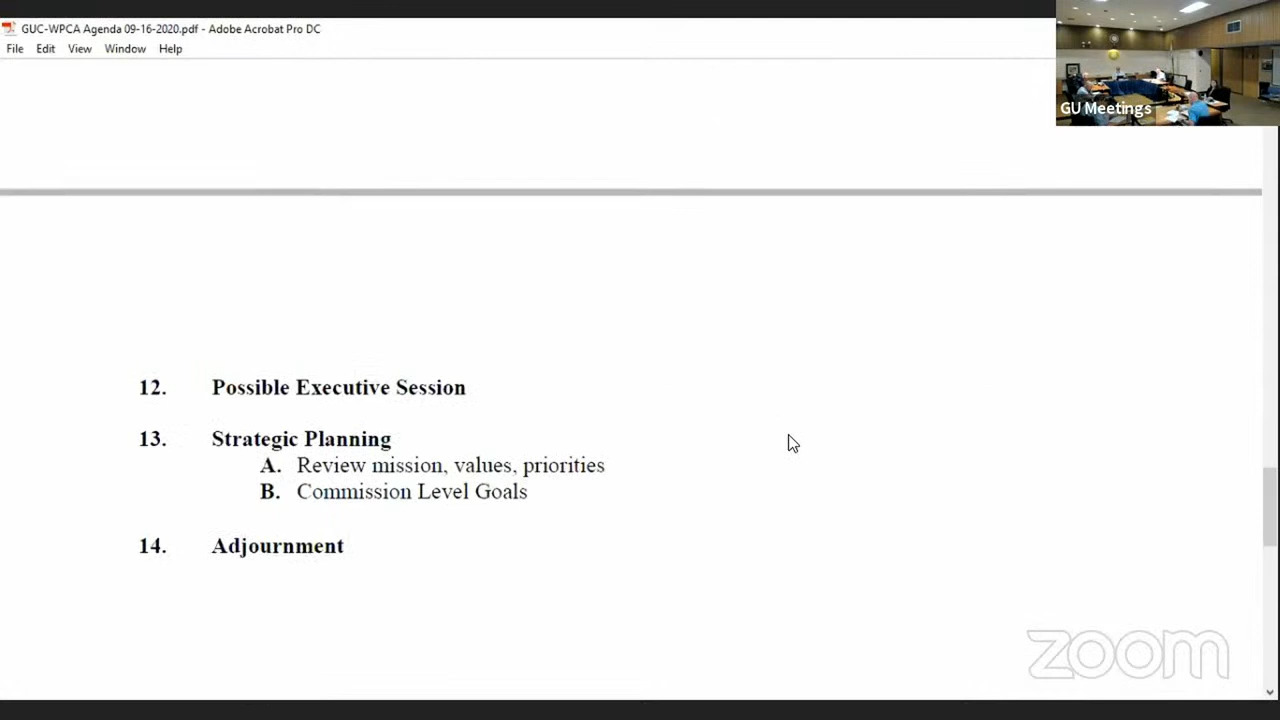 GUC-WPCA Agenda 09-16-2020.pdf - Adobe Acrobat Pro DC
File Edit View Window Help
GU Meetings
12. Possible Executive Session
13. Strategic Planning
A. Review mission, values, priorities
B. Commission Level Goals
14. Adjournment
zoom